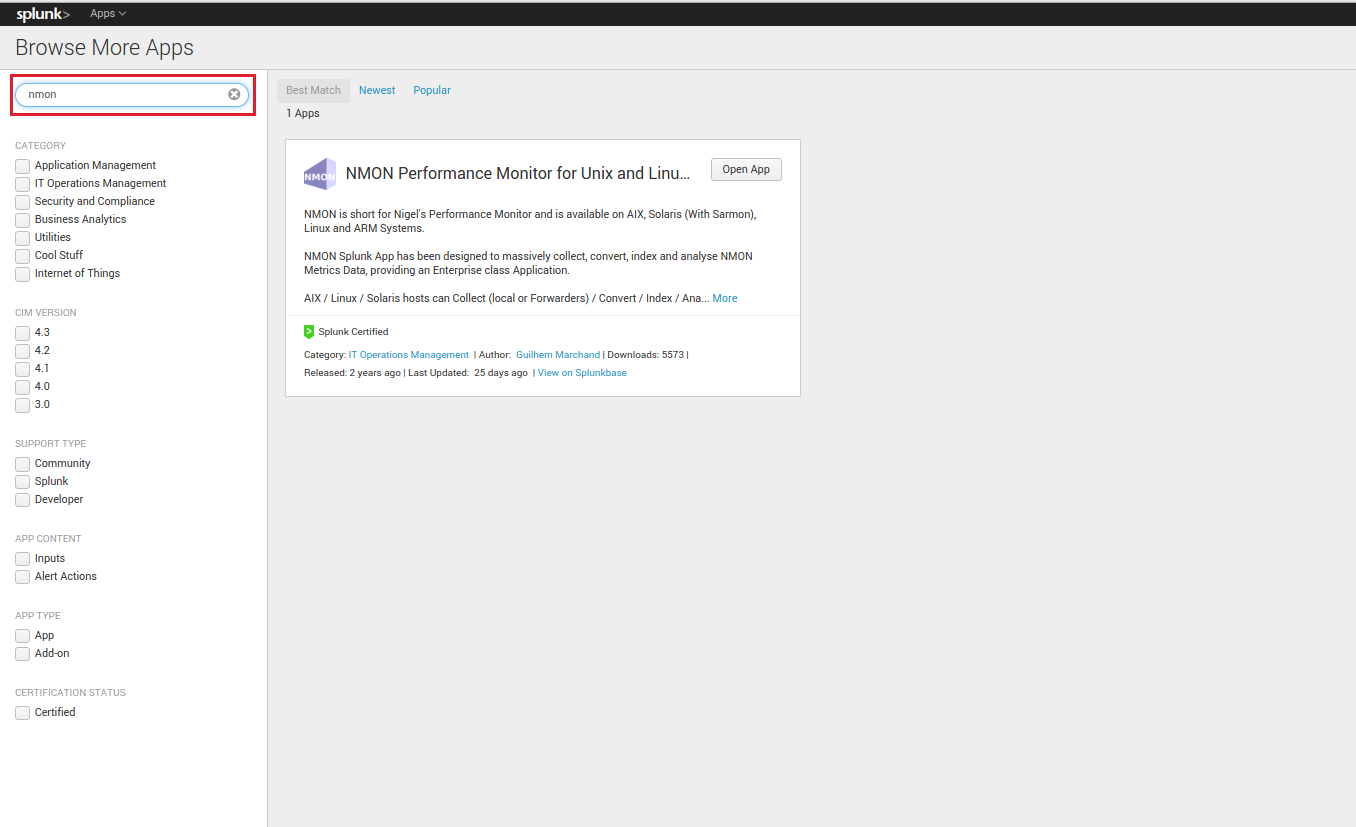 splunk> Apps
Browse More Apps
nmon
CATEGORY
Application Management
IT Operations Management
Security and Compliance
Business Analytics
Utilities
Cool Stuff
Internet of Things
CIM VERSION
4.3
4.2
4.1
4.0
3.0
SUPPORT TYPE
Community
Splunk
Developer
APP CONTENT
Inputs
Alert Actions
APP TYPE
App
Add-on
CERTIFICATION STATUS
Certified
Best Match Newest Popular
1 Apps
NMON NMON Performance Monitor for Unix and Linu... Open App
NMON is short for Nigel's Performance Monitor and is available on AIX, Solaris (With Sarmon),
Linux and ARM Systems.
NMON Splunk App has been designed to massively collect, convert, index and analyse NMON
Metrics Data, providing an Enterprise class Application.
AIX / Linux / Solaris hosts can Collect (local or Forwarders) / Convert / Index / Ana... More
Splunk Certified
Category: IT Operations Management | Author: Guilhem Marchand | Downloads: 5573 |
Released: 2 years ago | Last Updated: 25 days ago | View on Splunkbase